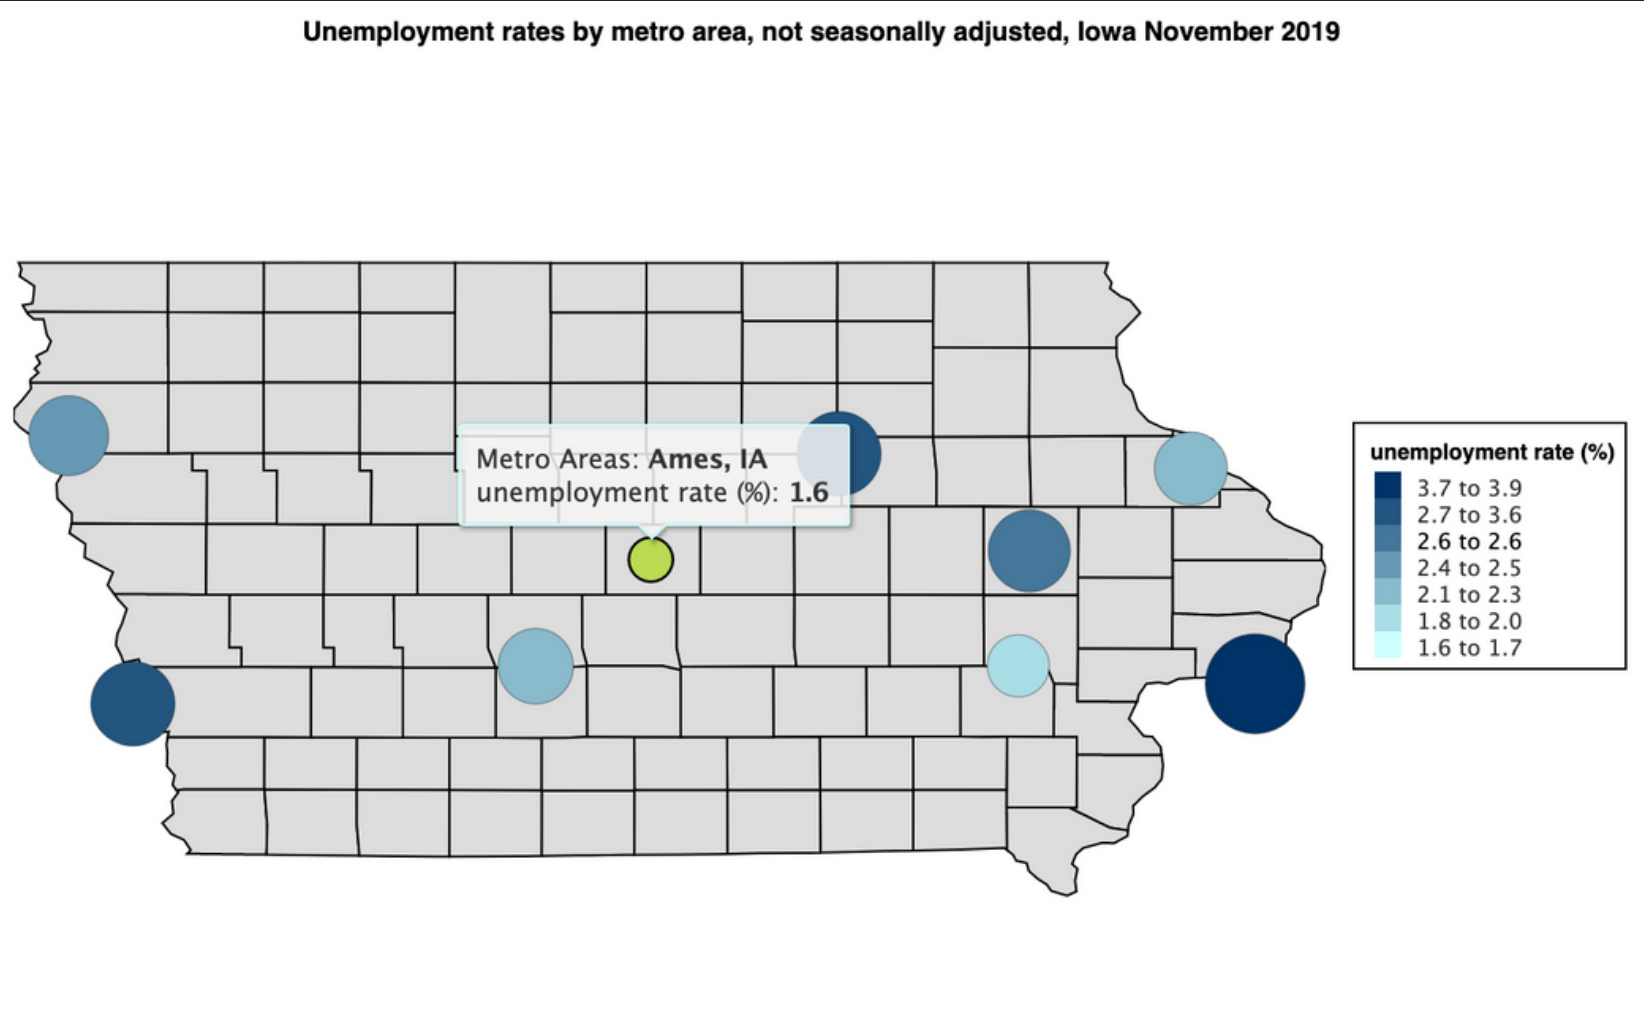 Unemployment rates by metro area, not seasonally adjusted, Iowa November 2019
Metro Areas: Ames, IA
unemployment rate (%): 1.6
unemployment rate (%)
3.7 to 3.9
2.7 to 3.6
2.6 to 2.6
2.4 to 2.5
2.1 to 2.3
1.8 to 2.0
1.6 to 1.7